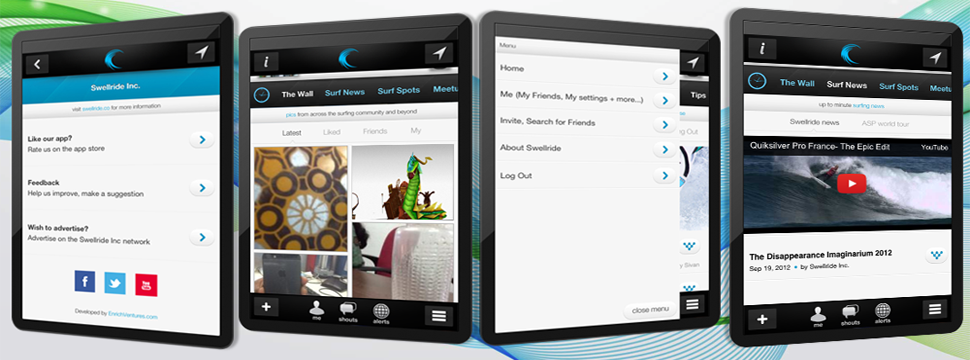 Swellride Inc.
visit swellride.co for more information
Like our app?
Rate us on the app store
Feedback
Help us improve, make a suggestion
Wish to advertise?
Advertise on the Swellride Inc network
f
You Tube
Developed by EnrichVentures.com
i
The Wall Surf News Surf Spots Meetu
pics from across the surfing community and beyond
Latest Liked Friends My
+ me shouts alerts
Menu
Home
Me (My Friends, My settings + more...)
Invite, Search for Friends
About Swellride
Log Out
close menu
Tips
Log Out
Swan
i
The Wall Surf News Surf Spots Meetu
up to minute surfing news
Swellride news ASP world tour
Quiksilver Pro France- The Epic Edit YouTube
The Disappearance Imaginarium 2012
Sep 19, 2012 • by Swellride Inc.
+ me shouts alerts